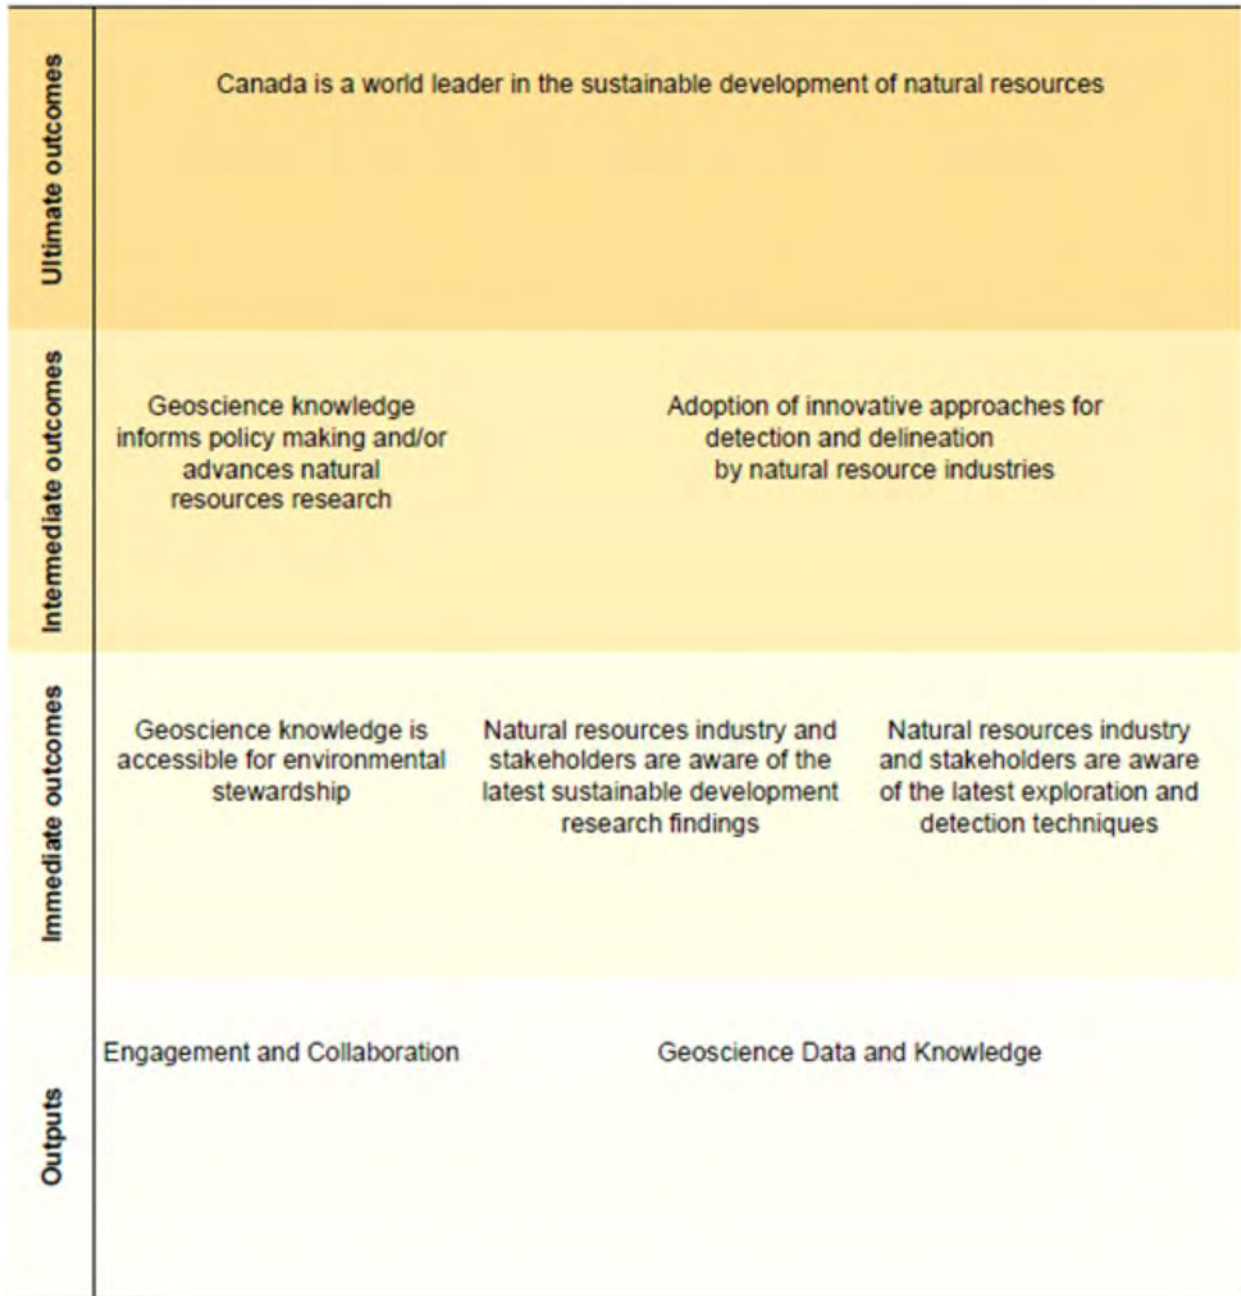 Ultimate outcomes
Canada is a world leader in the sustainable development of natural resources
Intermediate outcomes
Geoscience knowledge
informs policy making and/or
advances natural
resources research
Adoption of innovative approaches for
detection and delineation
by natural resource industries
Immediate outcomes
Geoscience knowledge is
accessible for environmental
stewardship
Natural resources industry and
stakeholders are aware of the
latest sustainable development
research findings
Natural resources industry
and stakeholders are aware
of the latest exploration and
detection techniques
Outputs
Engagement and Collaboration
Geoscience Data and Knowledge